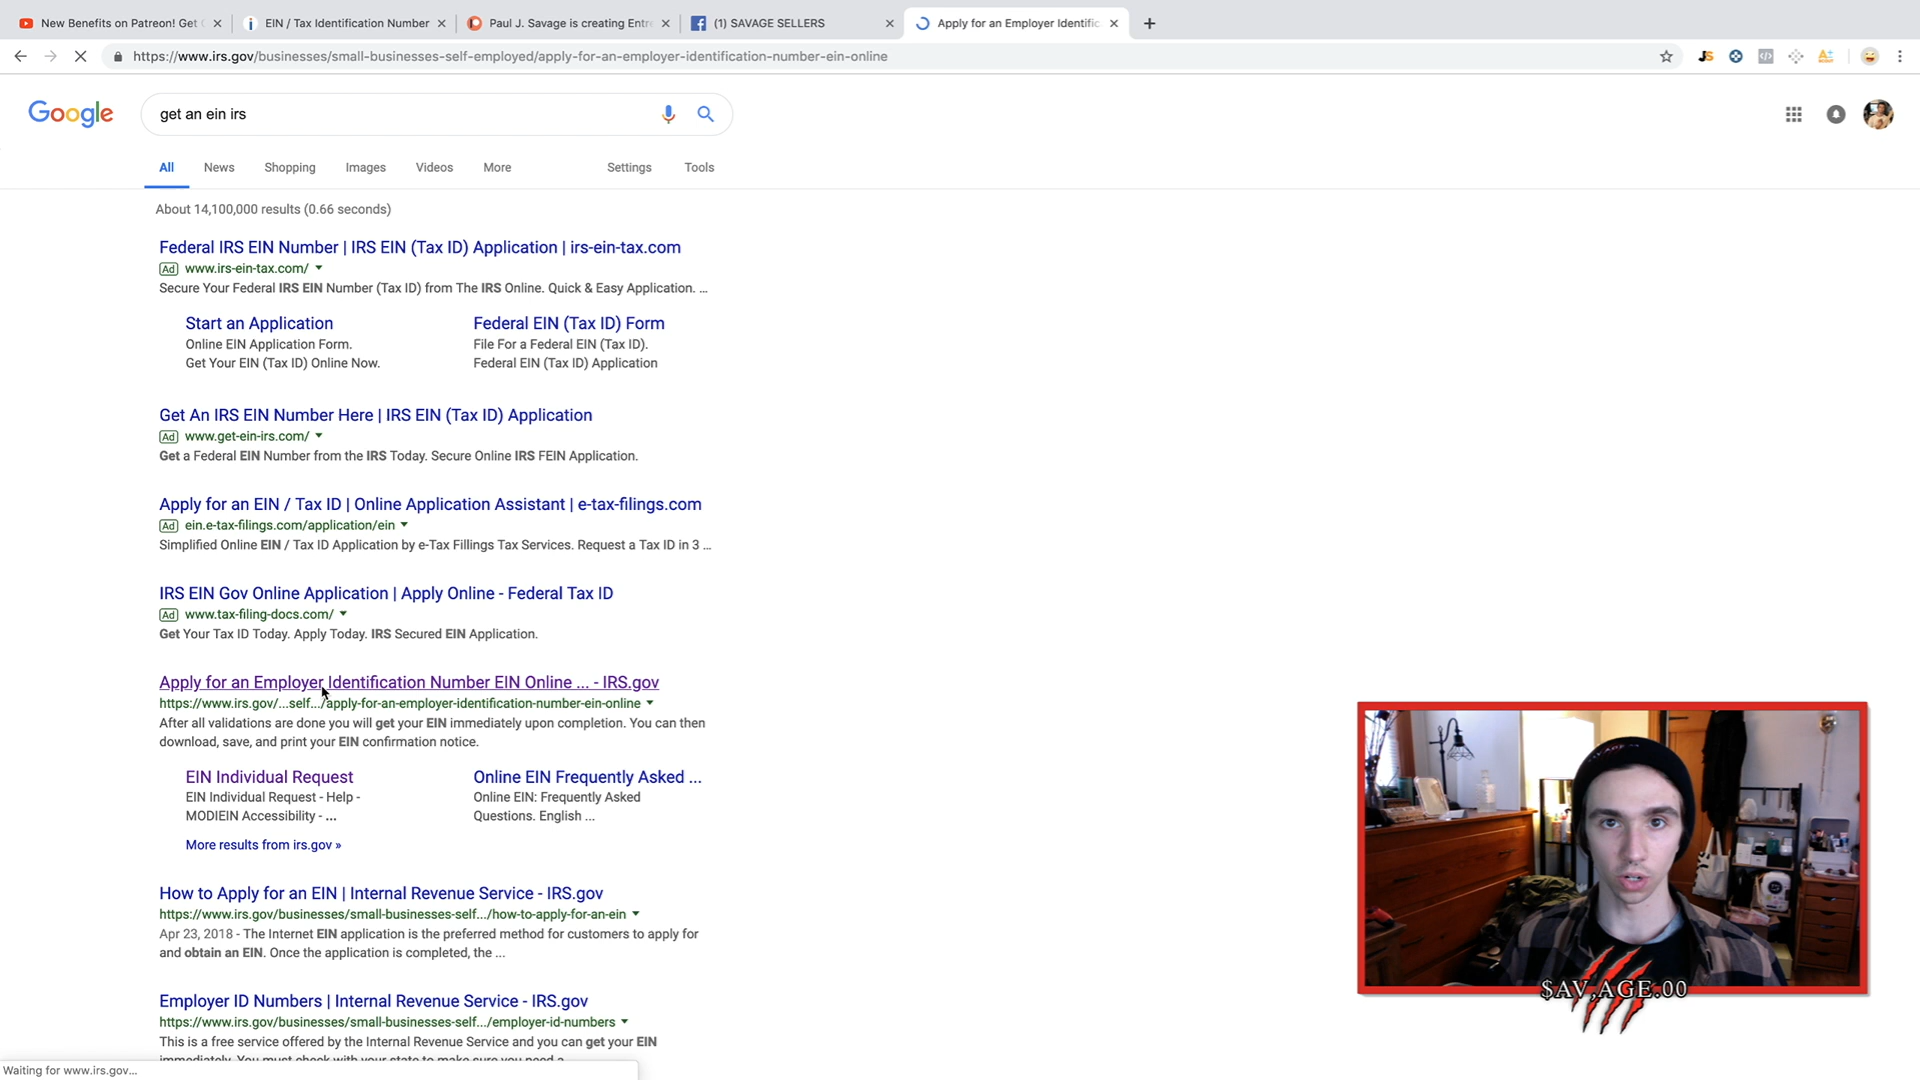 New Benefits on Patreon! Get
EIN / Tax Identification Number
Paul J. Savage is creating Entre
(1) SAVAGE SELLERS
Apply for an Employer Identific
https://www.irs.gov/businesses/small-businesses-self-employed/apply-for-an-employer-identification-number-ein-online
JS
Google
get an ein irs
All
News
Shopping
Images
Videos
More
Settings
Tools
About 14,100,000 results (0.66 seconds)
Federal IRS EIN Number | IRS EIN (Tax ID) Application | irs-ein-tax.com
Ad www.irs-ein-tax.com/
Secure Your Federal IRS EIN Number (Tax ID) from The IRS Online. Quick & Easy Application. ...
Start an Application
Online EIN Application Form.
Get Your EIN (Tax ID) Online Now.
Federal EIN (Tax ID) Form
File For a Federal EIN (Tax ID).
Federal EIN (Tax ID) Application
Get An IRS EIN Number Here | IRS EIN (Tax ID) Application
Ad www.get-ein-irs.com/
Get a Federal EIN Number from the IRS Today. Secure Online IRS FEIN Application.
Apply for an EIN / Tax ID | Online Application Assistant | e-tax-filings.com
Ad ein.e-tax-filings.com/application/ein
Simplified Online EIN / Tax ID Application by e-Tax Fillings Tax Services. Request a Tax ID in 3 ...
IRS EIN Gov Online Application | Apply Online - Federal Tax ID
Ad www.tax-filing-docs.com/
Get Your Tax ID Today. Apply Today. IRS Secured EIN Application.
Apply for an Employer Identification Number EIN Online ... - IRS.gov
https://www.irs.gov/...self.../apply-for-an-employer-identification-number-ein-online
After all validations are done you will get your EIN immediately upon completion. You can then
download, save, and print your EIN confirmation notice.
EIN Individual Request
EIN Individual Request - Help -
MODIEIN Accessibility - ...
Online EIN Frequently Asked ...
Online EIN: Frequently Asked
Questions. English ...
More results from irs.gov »
How to Apply for an EIN | Internal Revenue Service - IRS.gov
https://www.irs.gov/businesses/small-businesses-self.../how-to-apply-for-an-ein
Apr 23, 2018 - The Internet EIN application is the preferred method for customers to apply for
and obtain an EIN. Once the application is completed, the ...
Employer ID Numbers | Internal Revenue Service - IRS.gov
https://www.irs.gov/businesses/small-businesses-self.../employer-id-numbers
This is a free service offered by the Internal Revenue Service and you can get your EIN
immediately. You must check with your state to make sure you need a
Waiting for www.irs.gov...
$AV,AGE.00